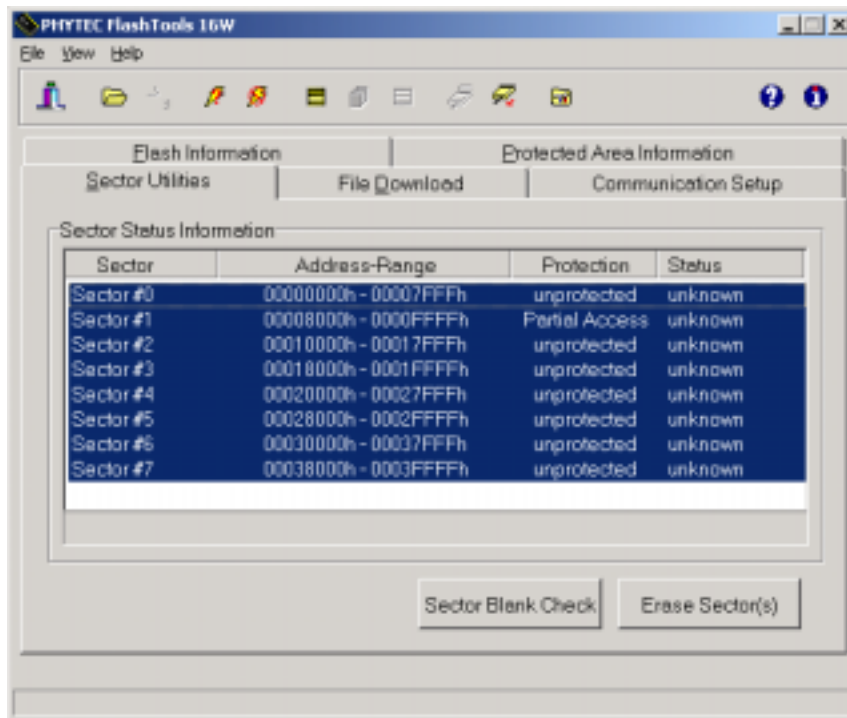 PHYTEC FlashTools 16W
File View Help
Flash Information Protected Area Information
Sector Utilities File Download Communication Setup
Sector Status Information
Sector Address-Range Protection Status
Sector #0 00000000h - 00007FFFh unprotected unknown
Sector #1 00008000h - 0000FFFFh Partial Access unknown
Sector #2 00010000h - 00017FFFh unprotected unknown
Sector #3 00018000h - 0001FFFFh unprotected unknown
Sector #4 00020000h - 00027FFFh unprotected unknown
Sector #5 00028000h - 0002FFFFh unprotected unknown
Sector #6 00030000h - 00037FFFh unprotected unknown
Sector #7 00038000h - 0003FFFFh unprotected unknown
Sector Blank Check Erase Sector(s)